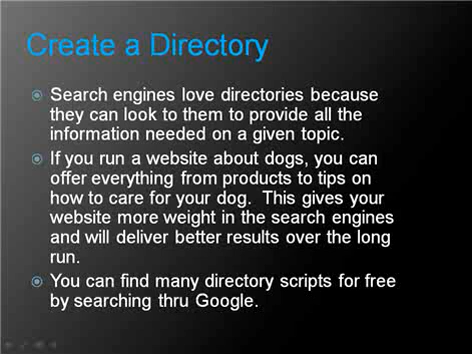 Create a Directory
Search engines love directories because
they can look to them to provide all the
information needed on a given topic.
If you run a website about dogs, you can
offer everything from products to tips on
how to care for your dog.  This gives your
website more weight in the search engines
and will deliver better results over the long
run.
You can find many directory scripts for free
by searching thru Google.